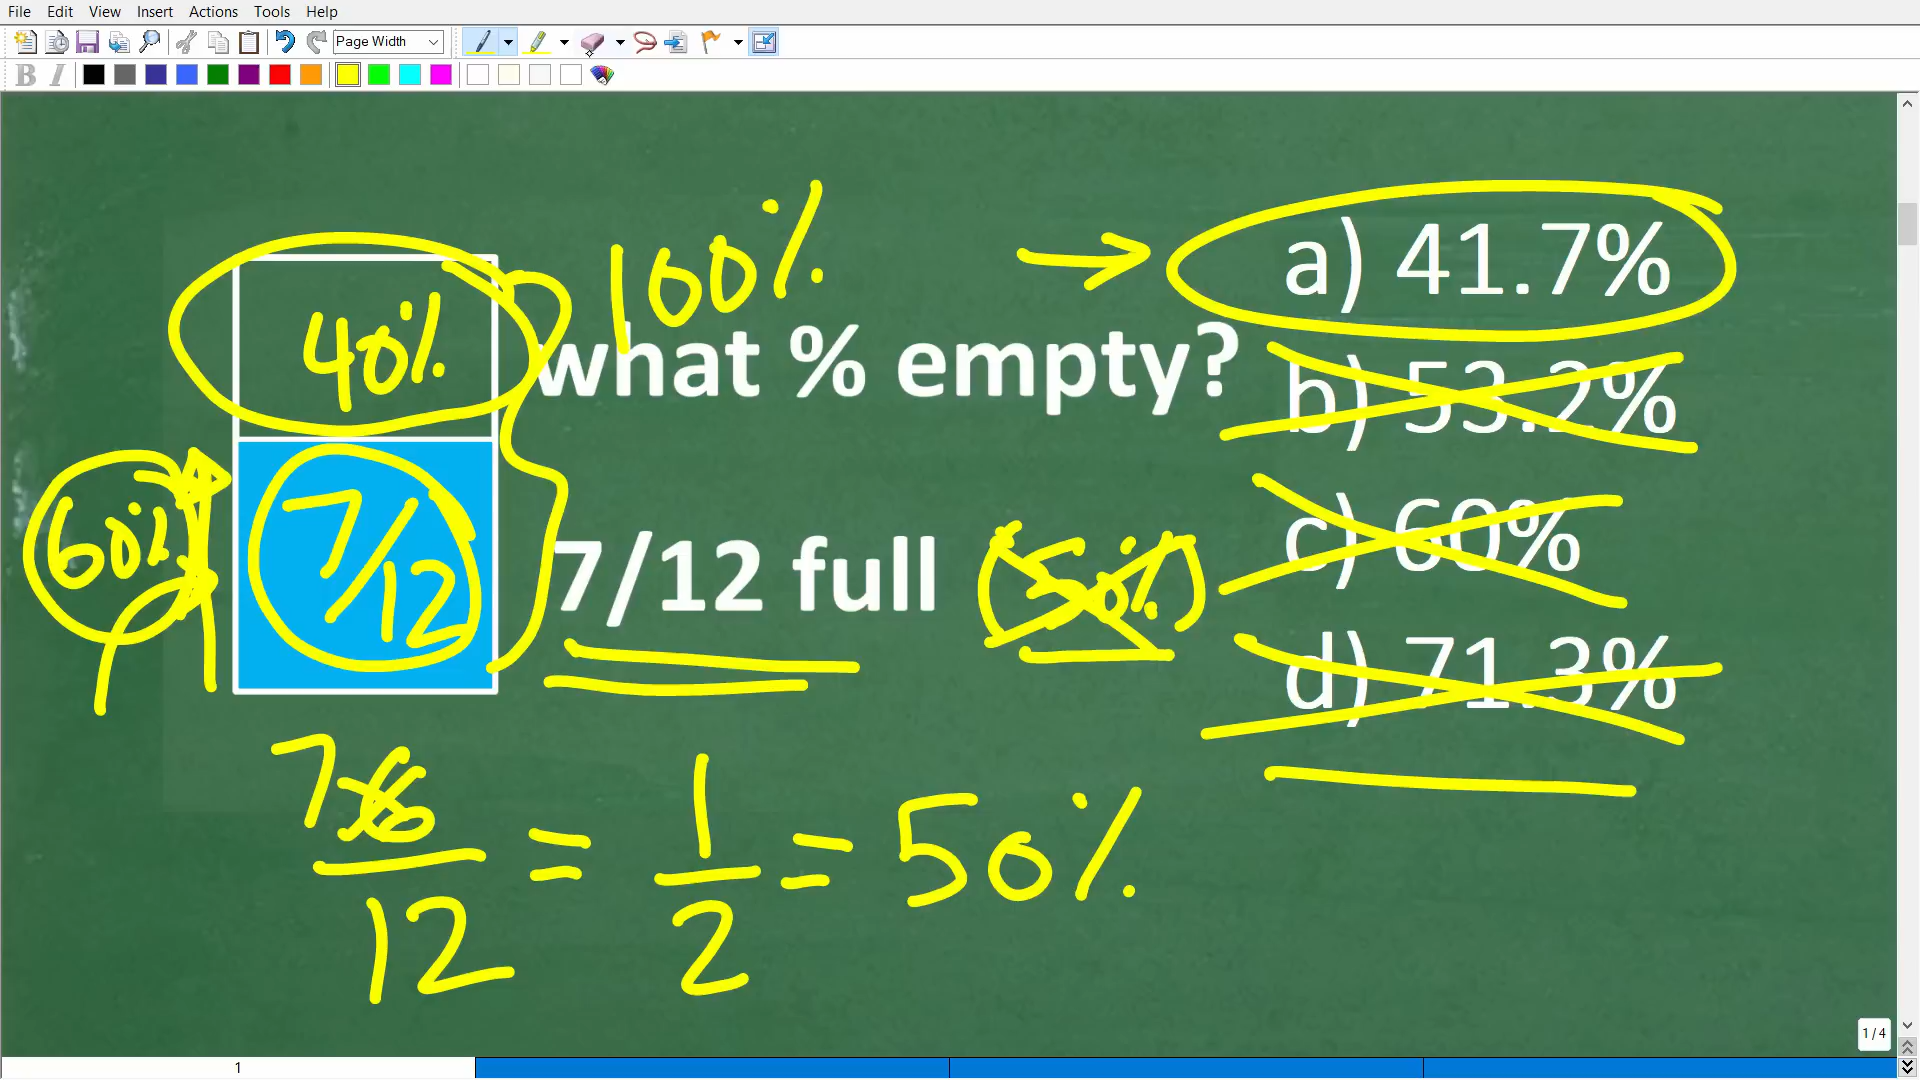 File Edit View Insert Actions Tools Help
Page Width
B I
100%
a) 41.7%
40%
what % empty?
b) 53.2%
60%
7/12
7/12 full
(50%)
c) 60%
d) 71.3%
7 6
12
=
1
2
= 50%
1 / 4
1